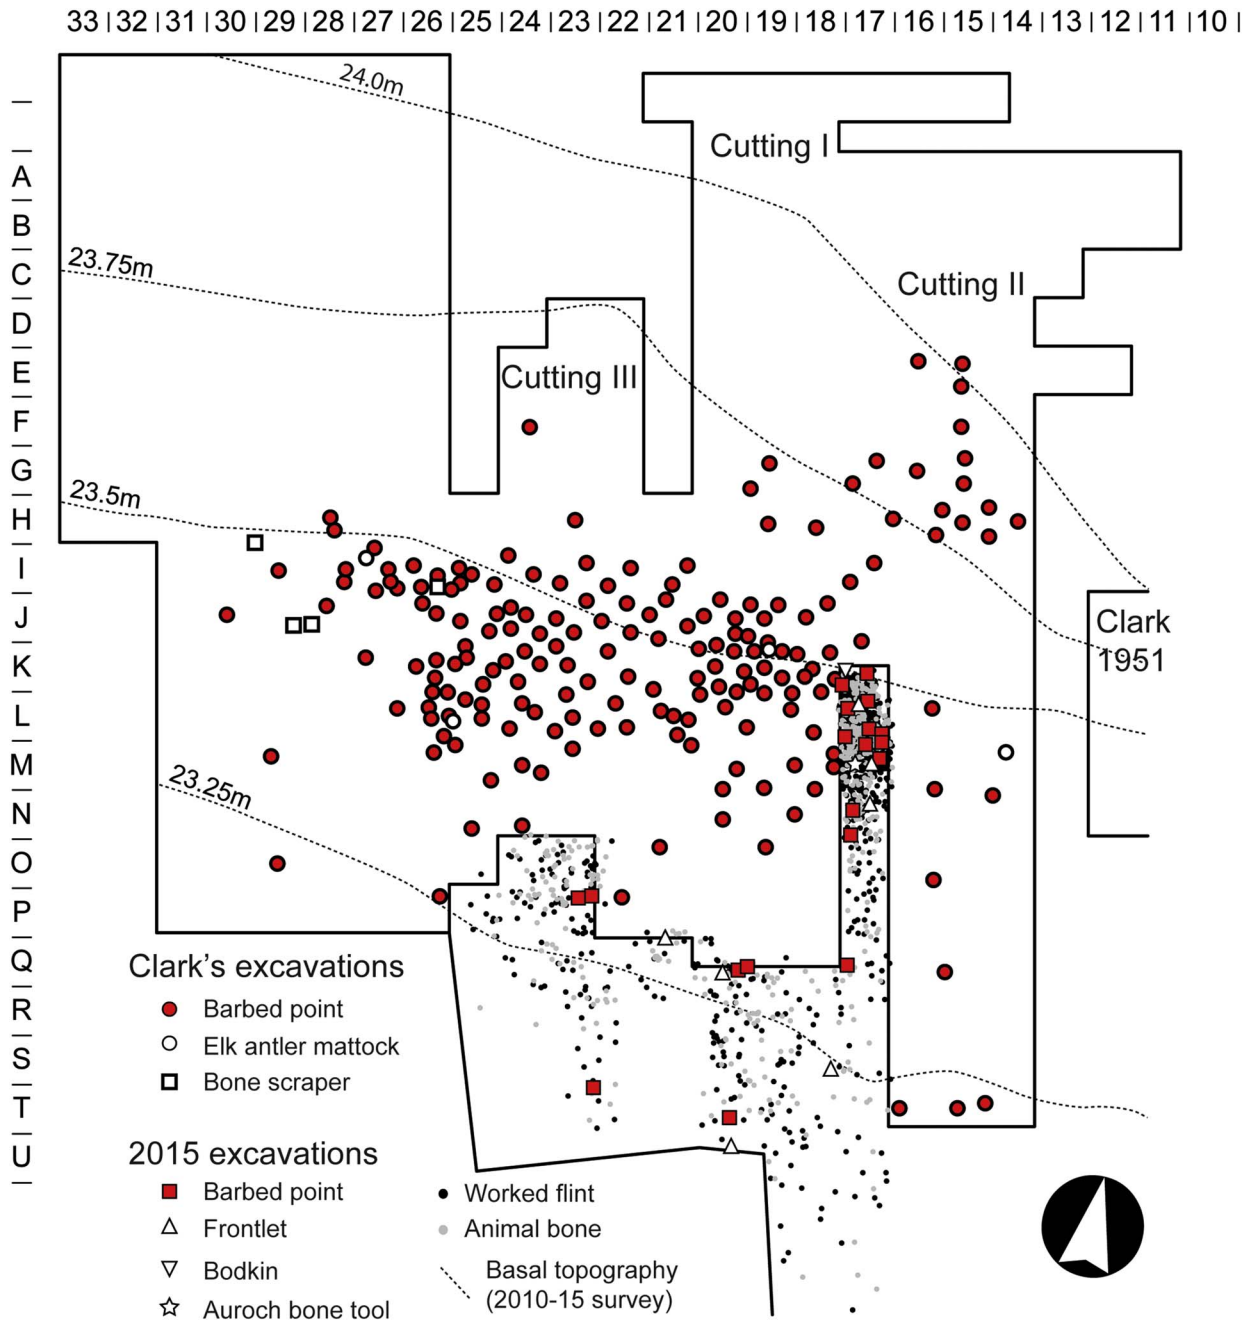 33 | 32 | 31 | 30 | 29 | 28 | 27 | 26 | 25 | 24 | 23 | 22 | 21 | 20 | 19 | 18 | 17 | 16 | 15 | 14 | 13 | 12 | 11 | 10 |
24.0m
Cutting I
A
B
23.75m
C
Cutting II
D
E
Cutting III
F
G
23.5m
H
I
J
Clark
1951
K
L
M
23.25m
N
O
P
Q
R
S
T
U
Clark's excavations
Barbed point
Elk antler mattock
Bone scraper
2015 excavations
Barbed point
Frontlet
Bodkin
Auroch bone tool
Worked flint
Animal bone
Basal topography
(2010-15 survey)